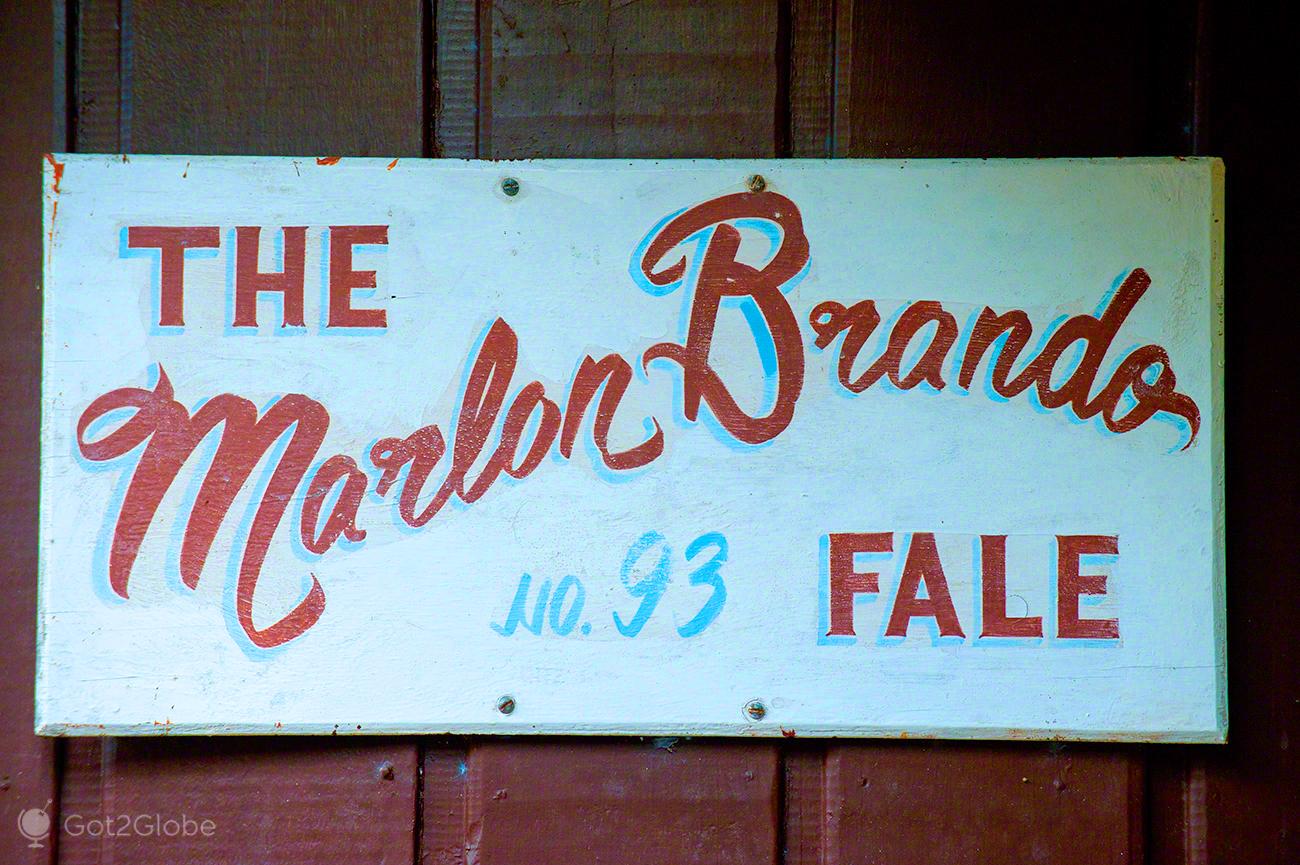 THE
Marlon Brando
No. 93
FALE
Got2Globe